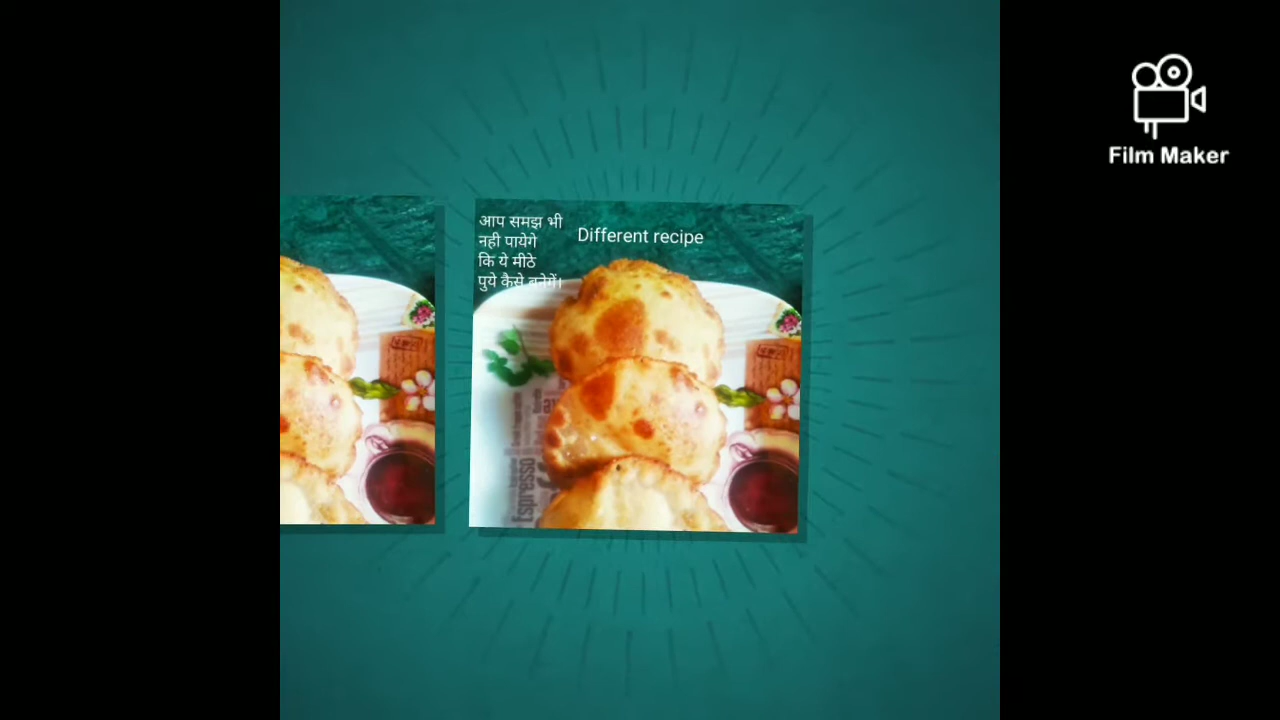 आप समझ भी
नही पायेगे
कि ये मीठे
पुये कैसे बनेगें।
Different recipe
Espresso
Film Maker